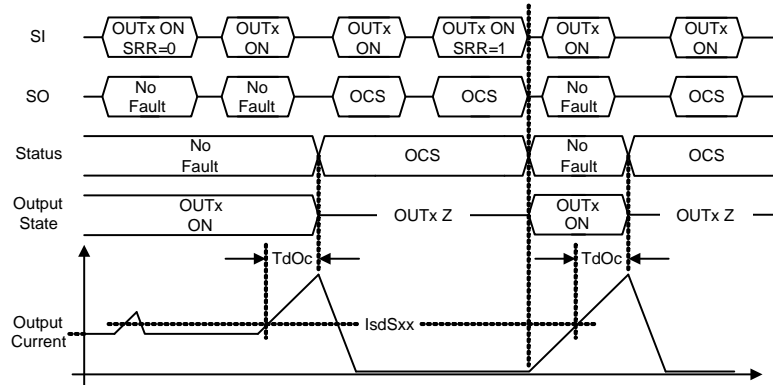 SI
OUTx ON
SRR=0
OUTx
ON
OUTx
ON
OUTx ON
SRR=1
OUTx
ON
OUTx
ON
SO
No
Fault
No
Fault
OCS
OCS
No
Fault
OCS
Status
No
Fault
OCS
No
Fault
OCS
Output
State
OUTx
ON
OUTx Z
OUTx
ON
OUTx Z
TdOc
TdOc
Output
Current
IsdSxx